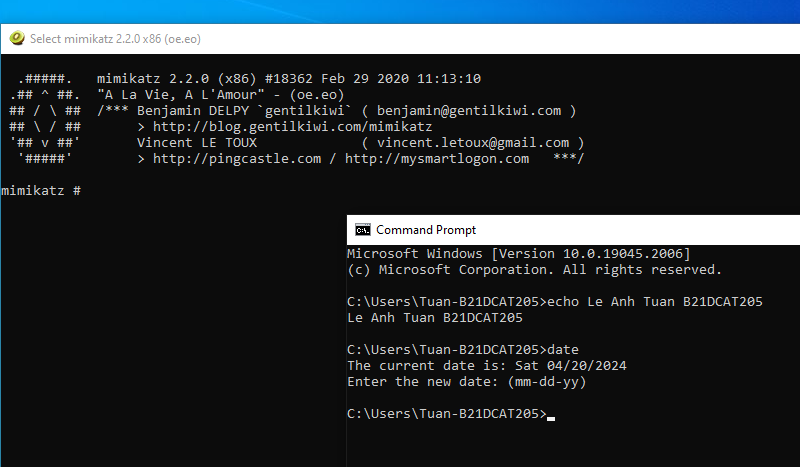 Select mimikatz 2.2.0 x86 (oe.eo)
  .#####.   mimikatz 2.2.0 (x86) #18362 Feb 29 2020 11:13:10
 .## ^ ##.  "A La Vie, A L'Amour" - (oe.eo)
 ## / \ ##  /*** Benjamin DELPY `gentilkiwi` ( benjamin@gentilkiwi.com )
 ## \ / ##       > http://blog.gentilkiwi.com/mimikatz
 '## v ##'       Vincent LE TOUX             ( vincent.letoux@gmail.com )
  '#####'        > http://pingcastle.com / http://mysmartlogon.com   ***/
mimikatz #
Command Prompt
Microsoft Windows [Version 10.0.19045.2006]
(c) Microsoft Corporation. All rights reserved.
C:\Users\Tuan-B21DCAT205>echo Le Anh Tuan B21DCAT205
Le Anh Tuan B21DCAT205
C:\Users\Tuan-B21DCAT205>date
The current date is: Sat 04/20/2024
Enter the new date: (mm-dd-yy)
C:\Users\Tuan-B21DCAT205>